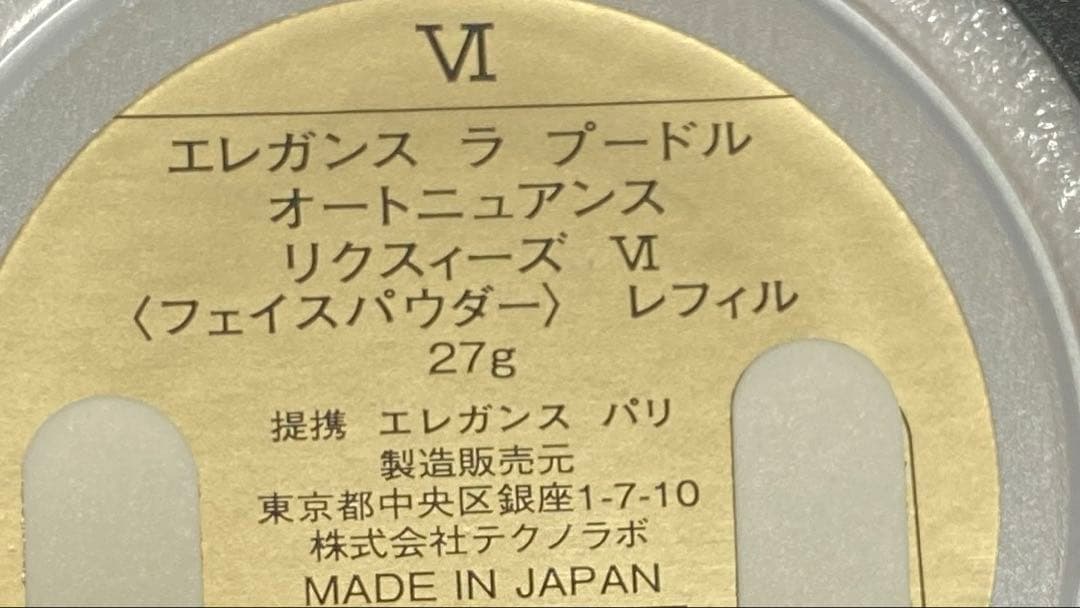 Ⅵ
エレガンス ラ プードル
オートニュアンス
リクスィーズ Ⅵ
〈フェイスパウダー〉 レフィル
27g
提携 エレガンス パリ
製造販売元
東京都中央区銀座1-7-10
株式会社テクノラボ
MADE IN JAPAN